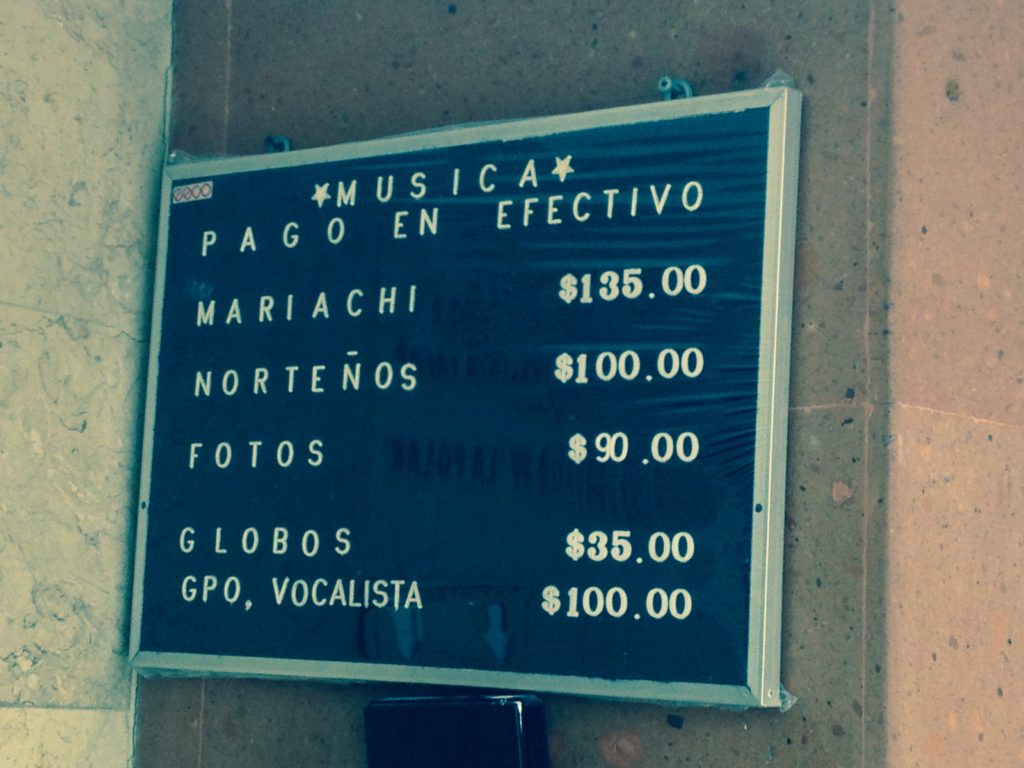 ★MUSICA★
PAGO EN EFECTIVO
MARIACHI $135.00
NORTEÑOS $100.00
FOTOS $90.00
GLOBOS $35.00
GPO, VOCALISTA $100.00